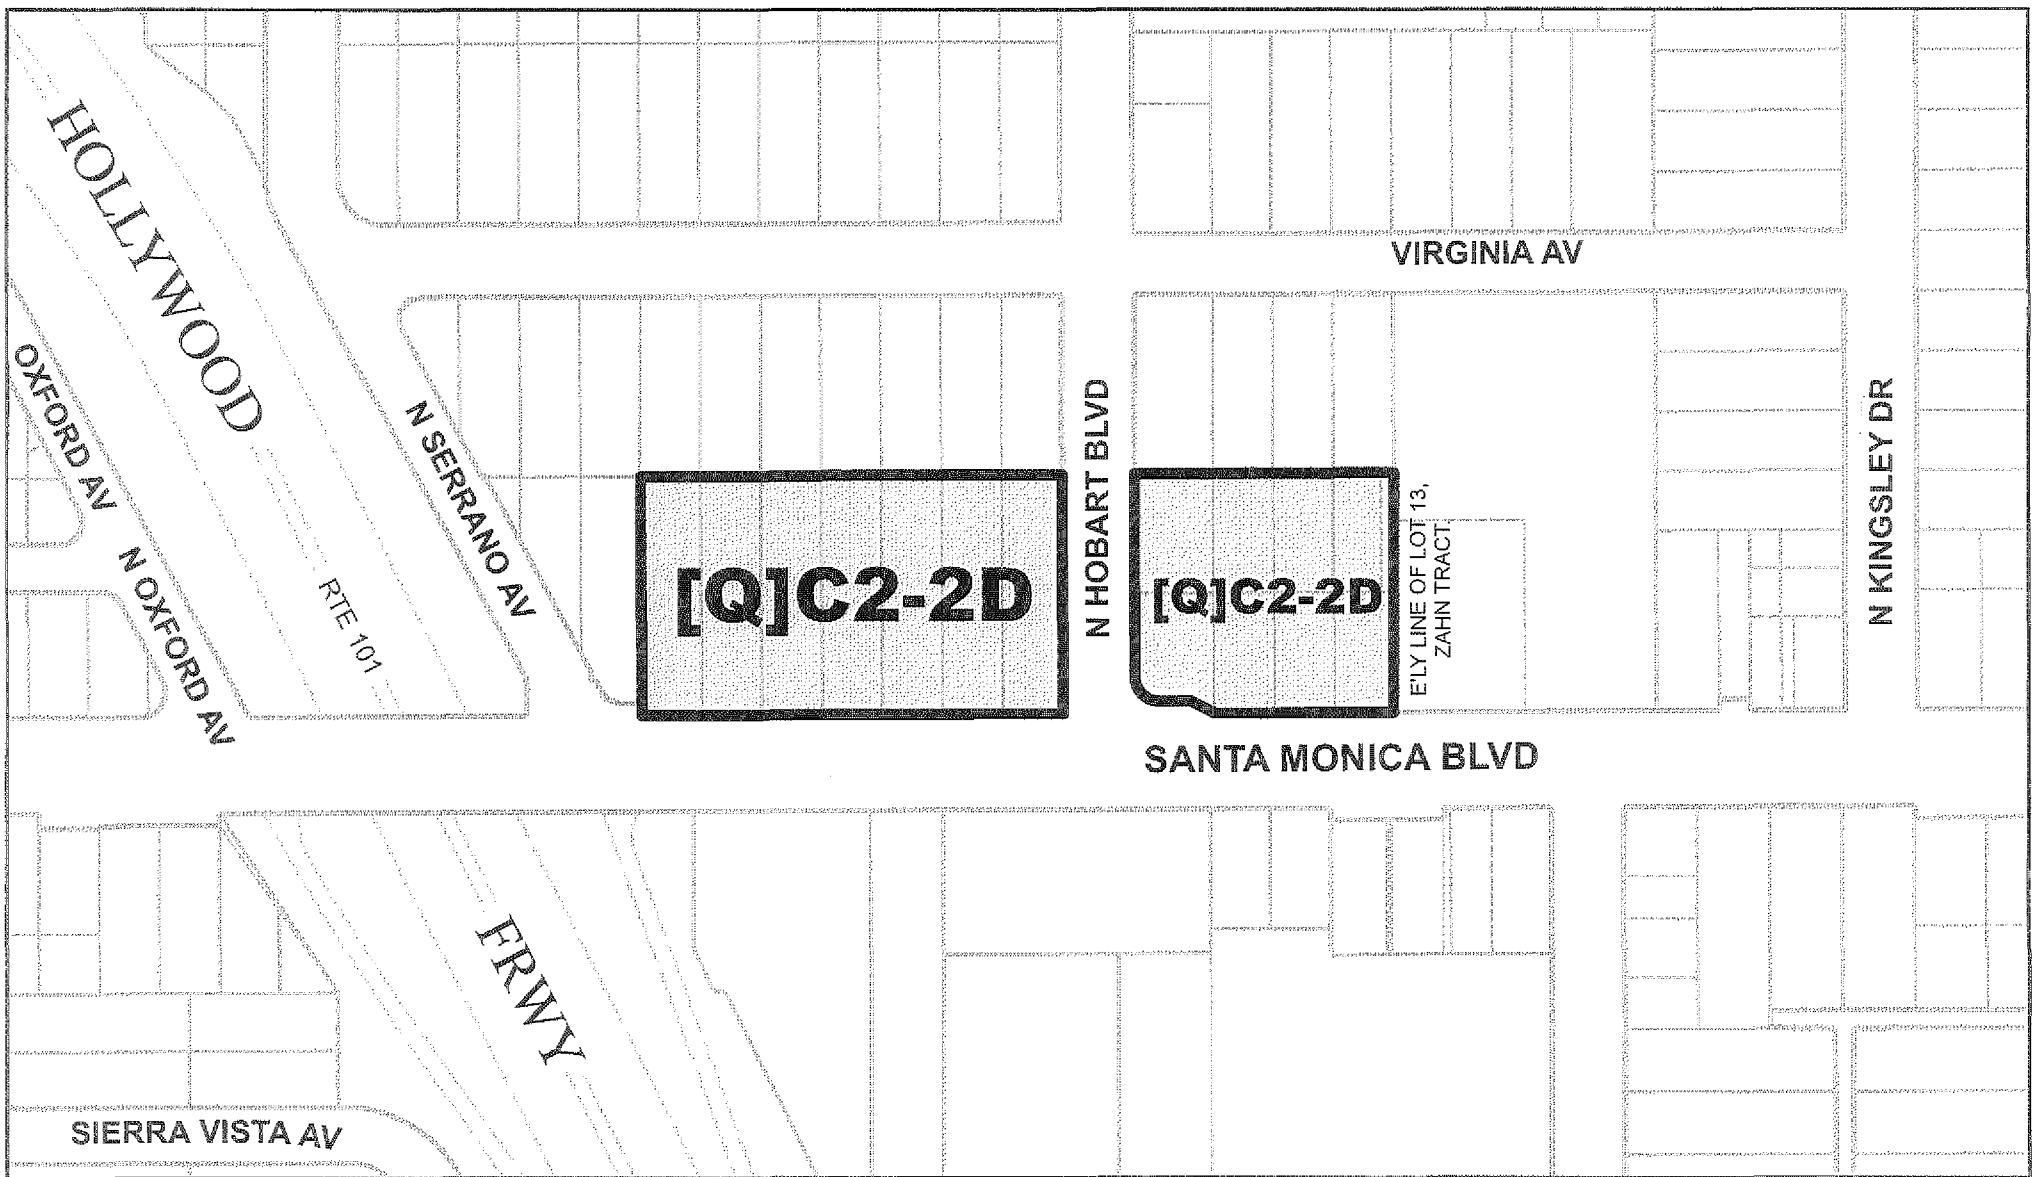 HOLLYWOOD
VIRGINIA AV
OXFORD AV
N SERRANO AV
N HOBART BLVD
N KINGSLEY DR
E'LY LINE OF LOT 13,
ZAHN TRACT
[Q]C2-2D
[Q]C2-2D
N OXFORD AV
RTE 101
SANTA MONICA BLVD
FRWY
SIERRA VISTA AV